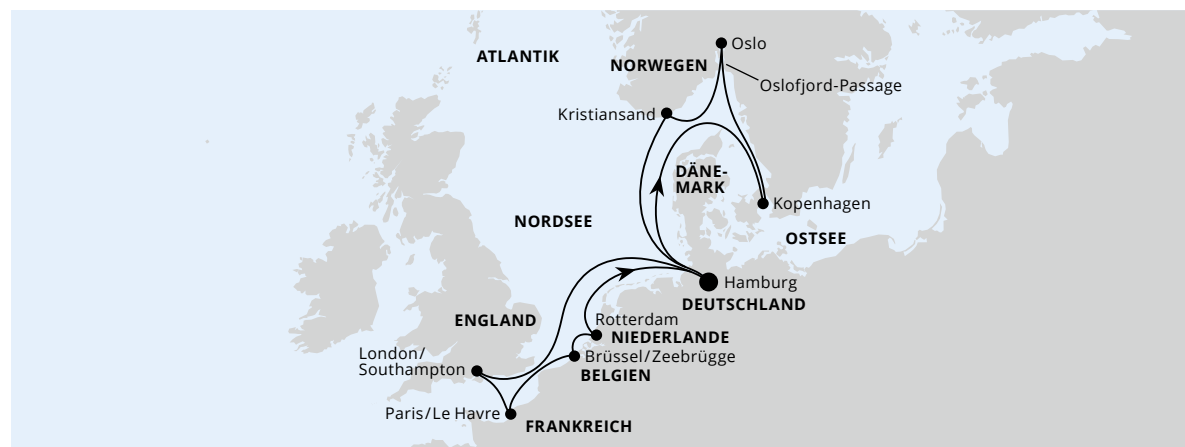 Oslo
ATLANTIK
NORWEGEN
Oslofjord-Passage
Kristiansand
DÄNE-
MARK
Kopenhagen
NORDSEE
OSTSEE
Hamburg
DEUTSCHLAND
ENGLAND
Rotterdam
NIEDERLANDE
London/
Southampton
Brüssel/Zeebrügge
BELGIEN
Paris/Le Havre
FRANKREICH